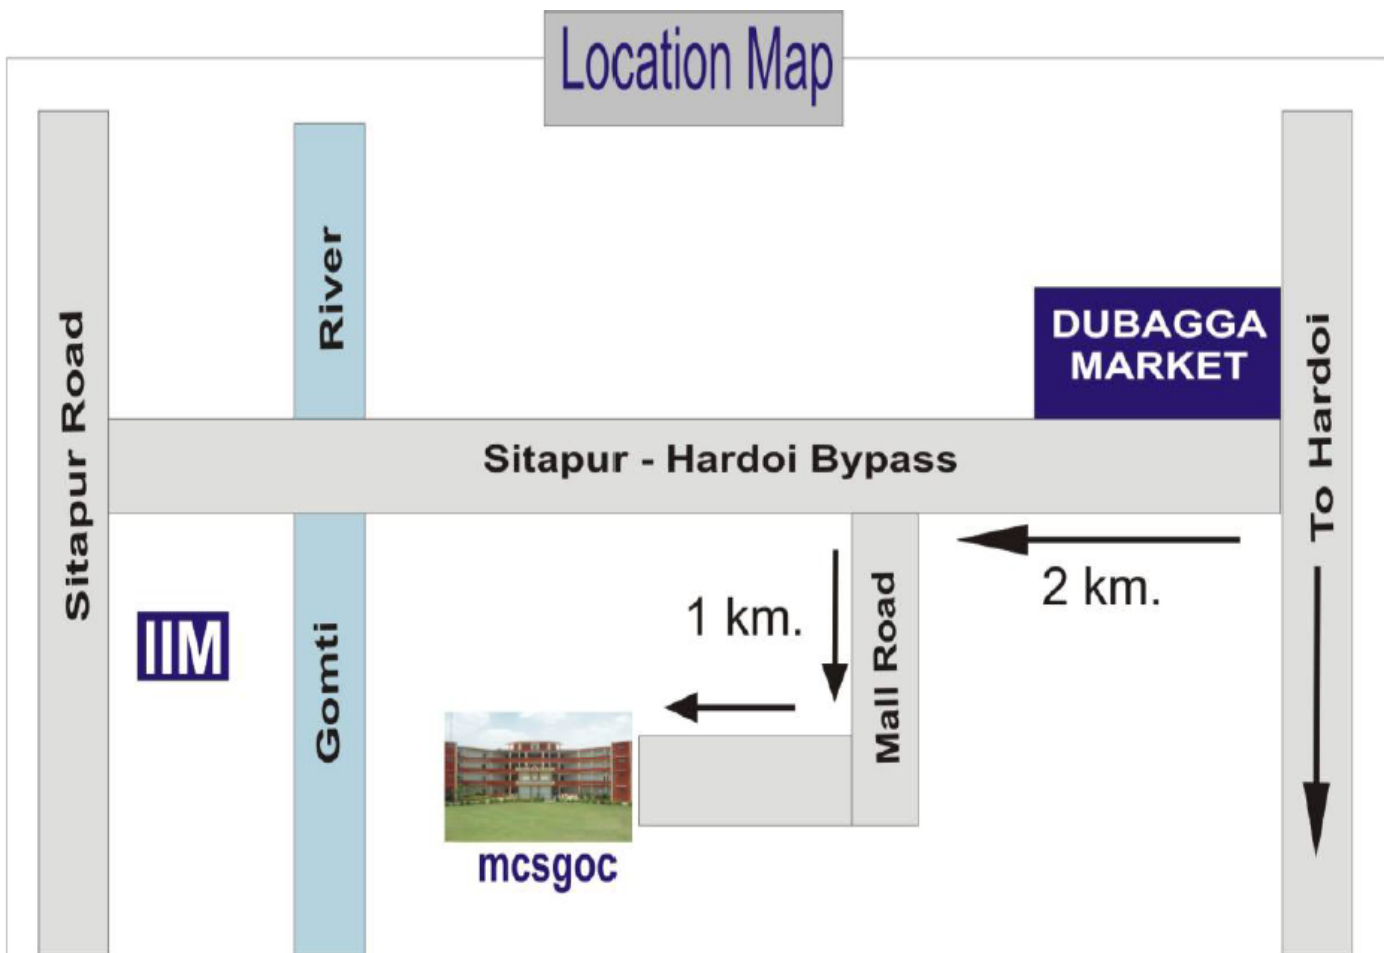 Location Map
Sitapur Road
River
DUBAGGA
MARKET
To Hardoi
Sitapur - Hardoi Bypass
2 km.
1 km.
Mall Road
IIM
Gomti
mcsgoc